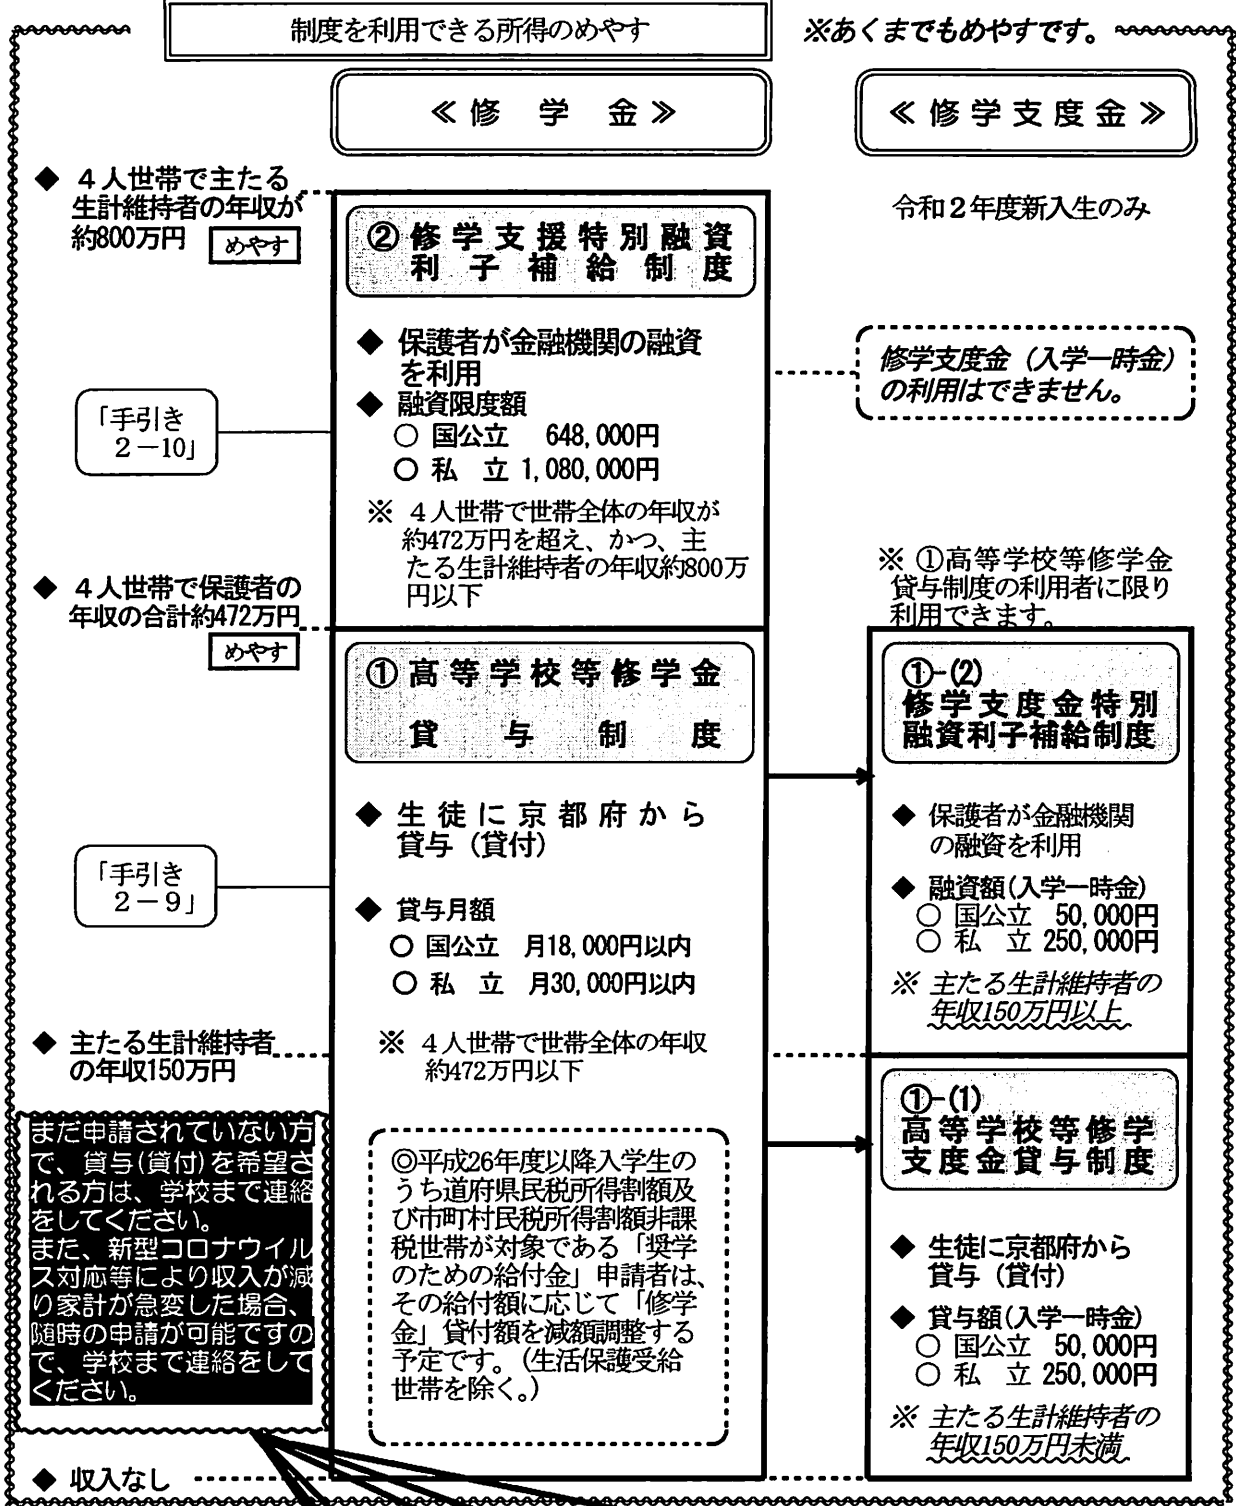 制度を利用できる所得のめやす
※あくまでもめやすです。
≪修 学 金≫
≪修学支度金≫
◆ 4人世帯で主たる
生計維持者の年収が
約800万円 めやす
令和2年度新入生のみ
② 修学支援特別融資
利子補給制度
◆ 保護者が金融機関の融資
を利用
◆ 融資限度額
○ 国公立 648,000円
○ 私 立 1,080,000円
※ 4人世帯で世帯全体の年収が
約472万円を超え、かつ、主
たる生計維持者の年収約800万
円以下
修学支度金(入学一時金)
の利用はできません。
「手引き
2-10」
◆ 4人世帯で保護者の
年収の合計約472万円
めやす
※ ①高等学校等修学金
貸与制度の利用者に限り
利用できます。
① 高等学校等修学金
貸与制度
◆ 生徒に京都府から
貸与(貸付)
◆ 貸与月額
○ 国公立 月18,000円以内
○ 私 立 月30,000円以内
※ 4人世帯で世帯全体の年収
約472万円以下
「手引き
2-9」
①-(2)
修学支度金特別
融資利子補給制度
◆ 保護者が金融機関
の融資を利用
◆ 融資額(入学一時金)
○ 国公立 50,000円
○ 私 立 250,000円
※ 主たる生計維持者の
年収150万円以上
◆ 主たる生計維持者
の年収150万円
まだ申請されていない方
で、貸与(貸付)を希望さ
れる方は、学校まで連絡
をしてください。
また、新型コロナウイル
ス対応等により収入が減
り家計が急変した場合、
随時の申請が可能ですの
で、学校まで連絡をして
ください。
◎平成26年度以降入学生の
うち道府県民税所得割額及
び市町村民税所得割額非課
税世帯が対象である「奨学
のための給付金」申請者は、
その給付額に応じて「修学
金」貸付額を減額調整する
予定です。(生活保護受給
世帯を除く。)
①-(1)
高等学校等修学
支度金貸与制度
◆ 生徒に京都府から
貸与(貸付)
◆ 貸与額(入学一時金)
○ 国公立 50,000円
○ 私 立 250,000円
※ 主たる生計維持者の
年収150万円未満
◆ 収入なし